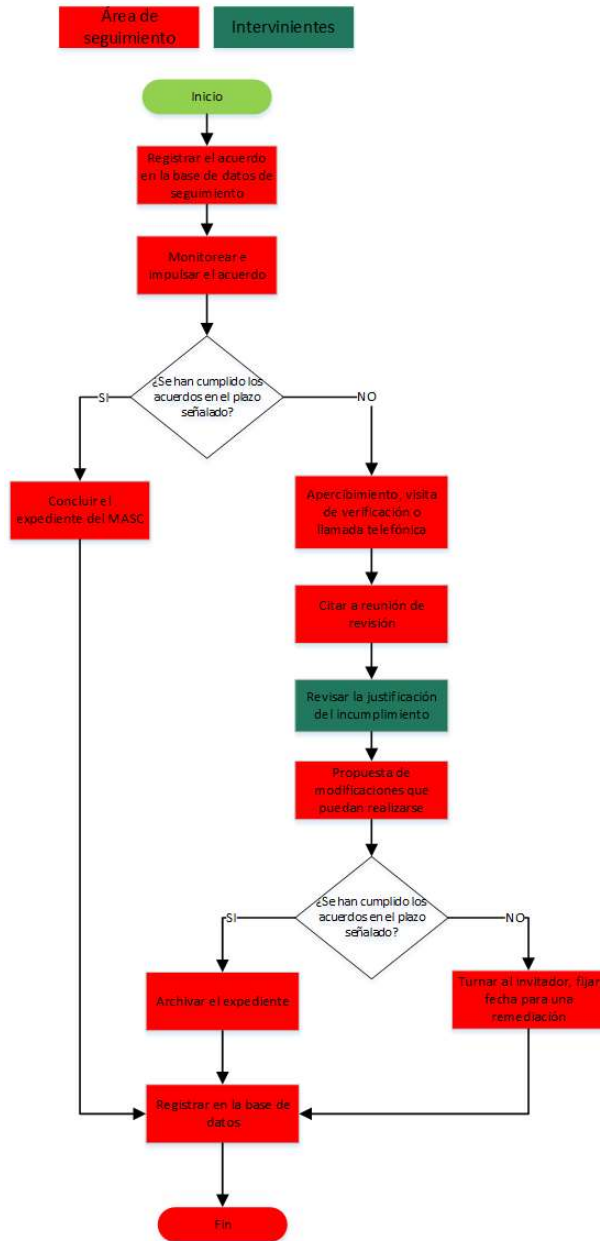 Área de
seguimiento
Intervinientes
Inicio
Registrar el acuerdo
en la base de datos de
seguimiento
Monitorear e
impulsar el acuerdo
¿Se han cumplido los
acuerdos en el plazo
señalado?
SI
NO
Concluir el
expediente del MASC
Apercibimiento, visita
de verificación o
llamada telefónica
Citar a reunión de
revisión
Revisar la justificación
del incumplimiento
Propuesta de
modificaciones que
puedan realizarse
¿Se han cumplido los
acuerdos en el plazo
señalado?
SI
NO
Archivar el expediente
Turnar al invitador, fijar
fecha para una
remediación
Registrar en la base de
datos
Fin